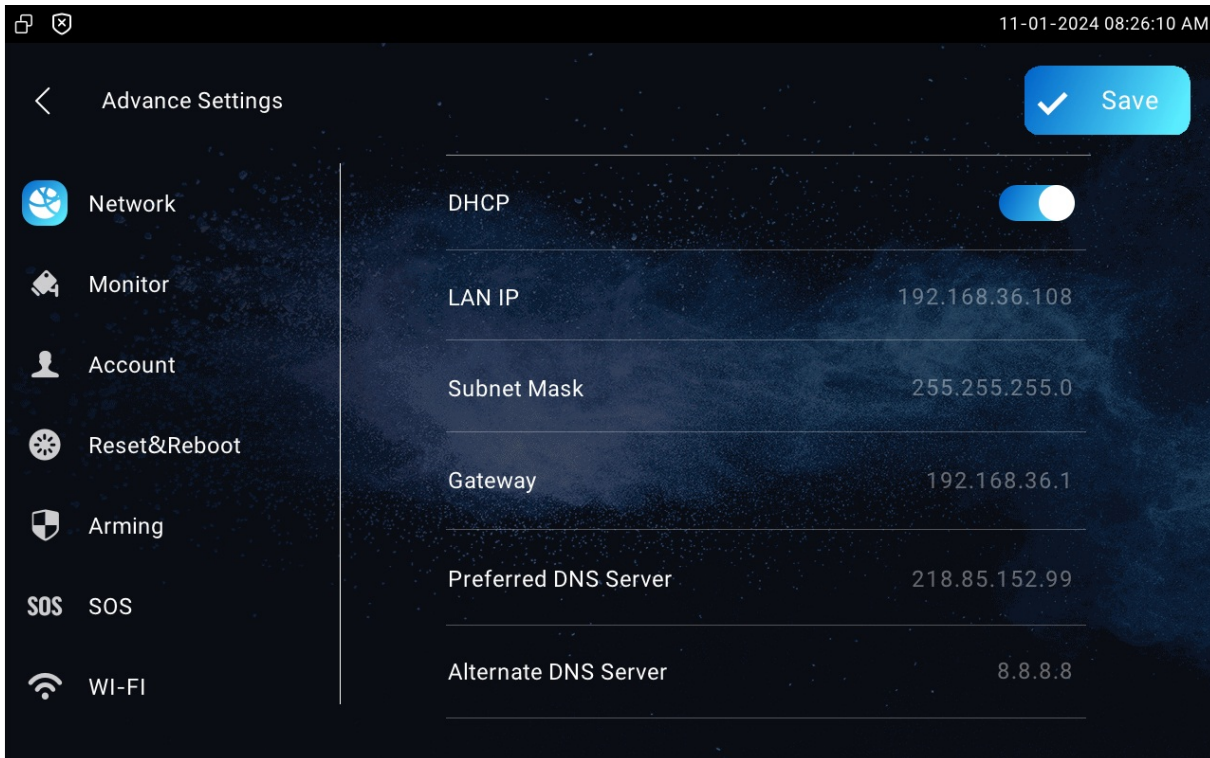 11-01-2024 08:26:10 AM
Advance Settings
Save
Network
Monitor
Account
Reset&Reboot
Arming
SOS SOS
WI-FI
DHCP
LAN IP 192.168.36.108
Subnet Mask 255.255.255.0
Gateway 192.168.36.1
Preferred DNS Server 218.85.152.99
Alternate DNS Server 8.8.8.8